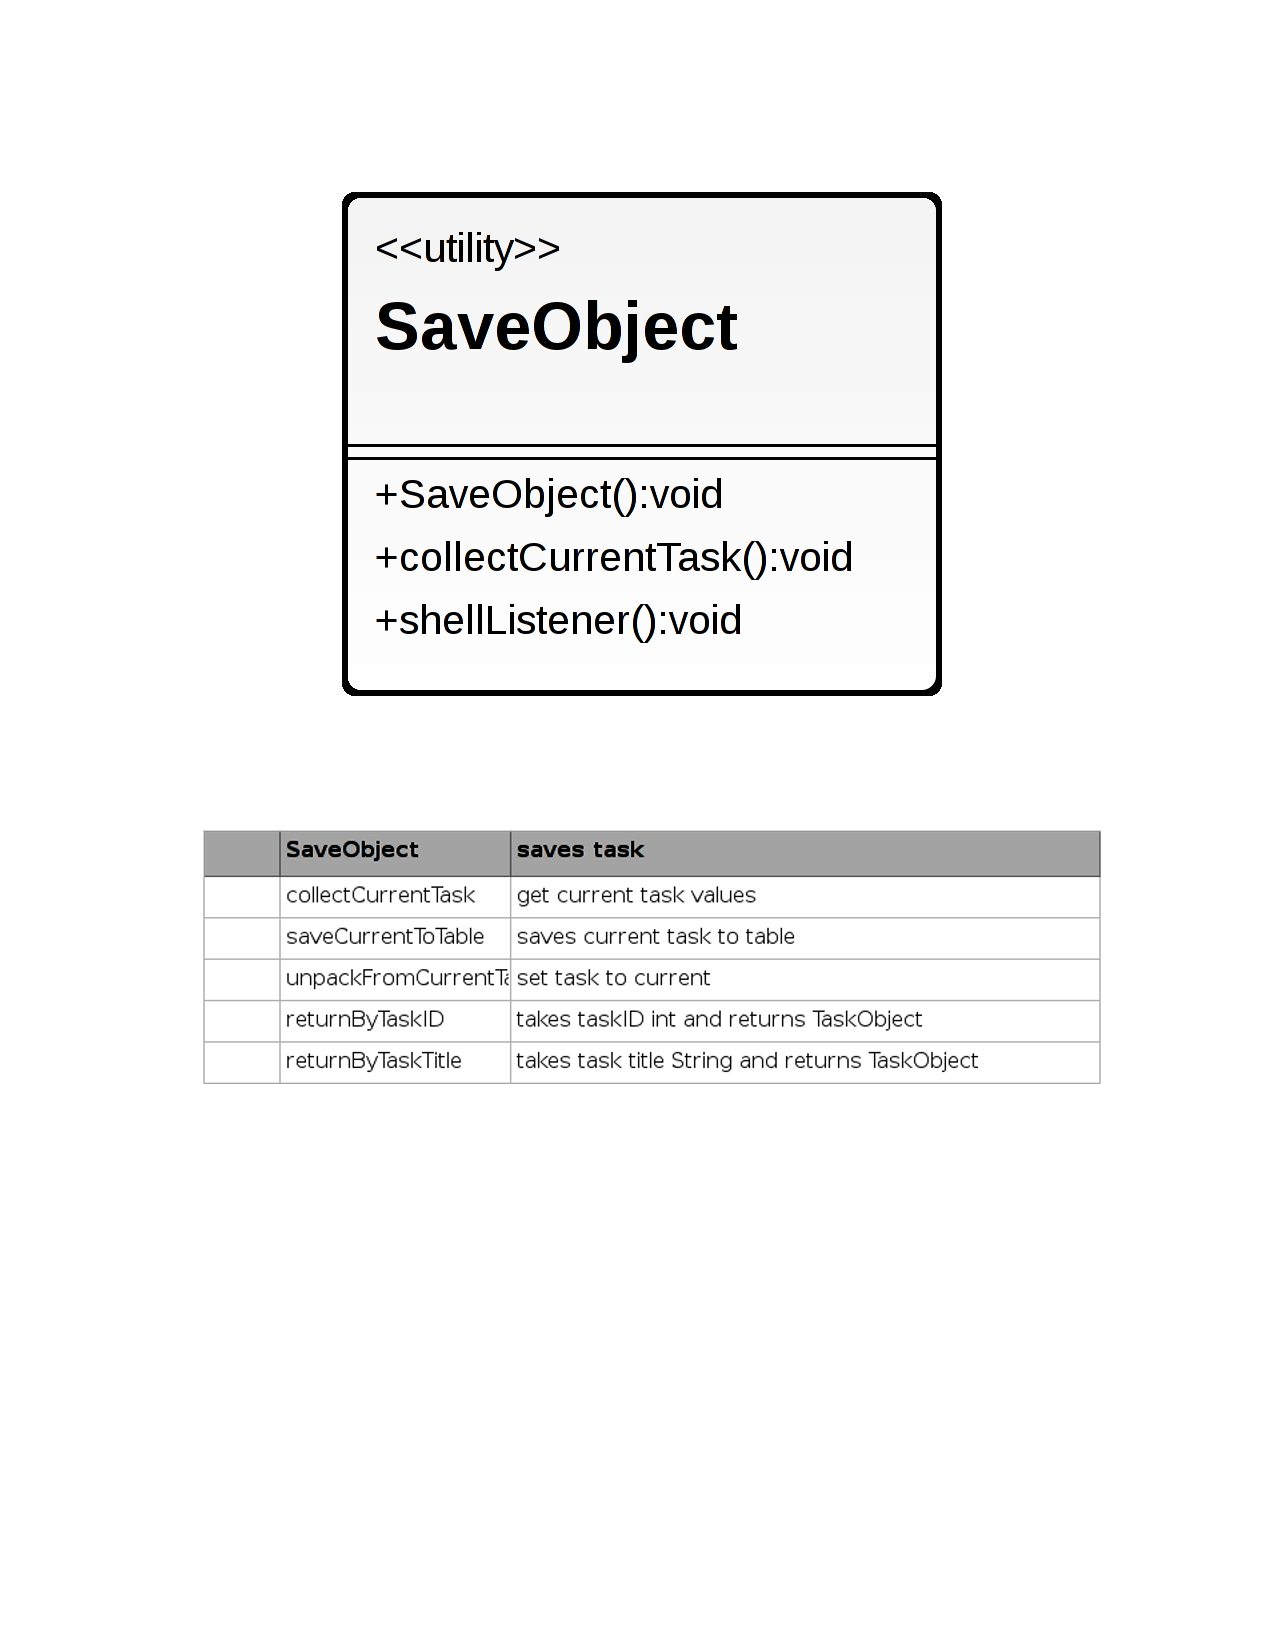 <<utility>>
SaveObject
+SaveObject():void
+collectCurrentTask():void
+shellListener():void
SaveObject saves task
collectCurrentTask get current task values
saveCurrentToTable saves current task to table
unpackFromCurrentTa set task to current
returnByTaskID takes taskID int and returns TaskObject
returnByTaskTitle takes task title String and returns TaskObject